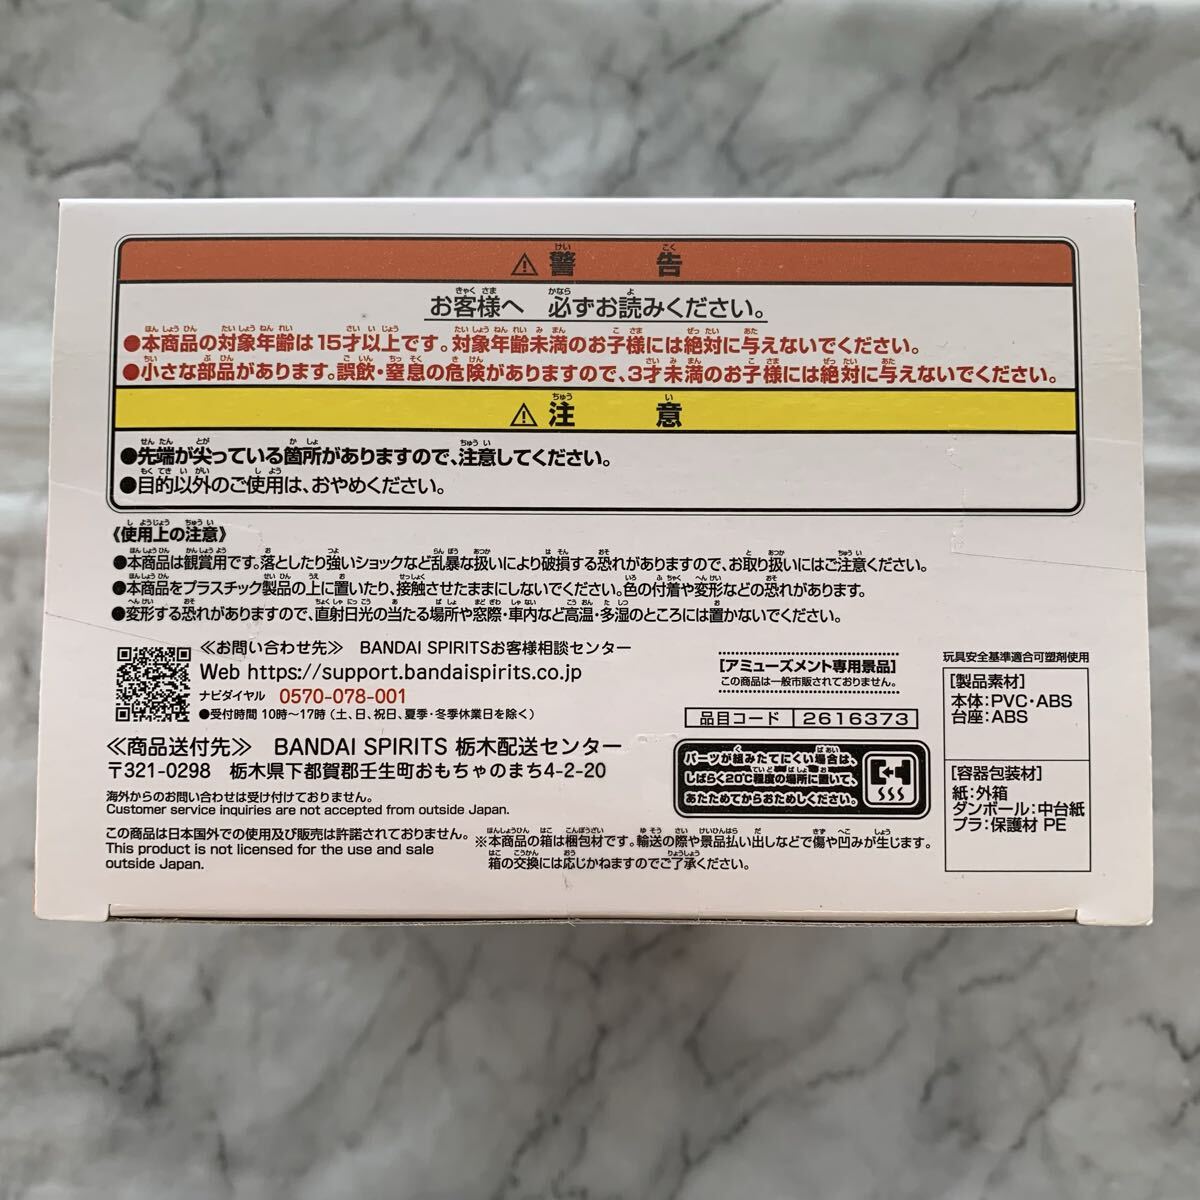 ⚠警告
お客様へ 必ずお読みください。
●本商品の対象年齢は15才以上です。対象年齢未満のお子様には絶対に与えないでください。
●小さな部品があります。誤飲・窒息の危険がありますので、3才未満のお子様には絶対に与えないでください。
⚠注意
●先端が尖っている箇所がありますので、注意してください。
●目的以外のご使用は、おやめください。
《使用上の注意》
●本商品は観賞用です。落としたり強いショックなど乱暴な扱いにより破損する恐れがありますので、お取り扱いにはご注意ください。
●本商品をプラスチック製品の上に置いたり、接触させたままにしないでください。色の付着や変形などの恐れがあります。
●変形する恐れがありますので、直射日光の当たる場所や窓際・車内など高温・多湿のところには置かないでください。
≪お問い合わせ先≫ BANDAI SPIRITSお客様相談センター
Web https://support.bandaispirits.co.jp
ナビダイヤル 0570-078-001
●受付時間 10時〜17時(土、日、祝日、夏季・冬季休業日を除く)
≪商品送付先≫ BANDAI SPIRITS 栃木配送センター
〒321-0298 栃木県下都賀郡壬生町おもちゃのまち4-2-20
海外からのお問い合わせは受け付けておりません。
Customer service inquiries are not accepted from outside Japan.
この商品は日本国外での使用及び販売は許諾されておりません。
This product is not licensed for the use and sale
outside Japan.
[アミューズメント専用景品]
この商品は一般市販されておりません。
品目コード 2616373
パーツが組みたてにくい場合は、
しばらく20℃程度の場所に置いて、
あたためてからおためしください。
※本商品の箱は梱包材です。輸送の際や景品払い出しなどで傷や凹みが生じます。
箱の交換には応じかねますのでご了承ください。
玩具安全基準適合可塑剤使用
[製品素材]
本体:PVC・ABS
台座:ABS
[容器包装材]
紙:外箱
ダンボール:中台紙
プラ:保護材 PE